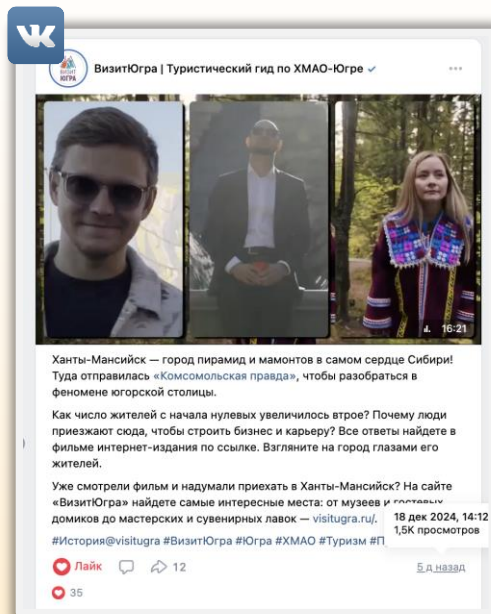 ВИЗИТ
ЮГРА
ВизитЮгра | Туристический гид по ХМАО-Югре
16:21
Ханты-Мансийск — город пирамид и мамонтов в самом сердце Сибири!
Туда отправилась «Комсомольская правда», чтобы разобраться в
феномене югорской столицы.
Как число жителей с начала нулевых увеличилось втрое? Почему люди
приезжают сюда, чтобы строить бизнес и карьеру? Все ответы найдете в
фильме интернет-издания по ссылке. Взгляните на город глазами его
жителей.
Уже смотрели фильм и надумали приехать в Ханты-Мансийск? На сайте
«ВизитЮгра» найдете самые интересные места: от музеев и гостевых
домиков до мастерских и сувенирных лавок — visitugra.ru/.
18 дек 2024, 14:12
1,5K просмотров
#История@visitugra #ВизитЮгра #Югра #ХМАО #Туризм #П
Лайк 12
5 д назад
35